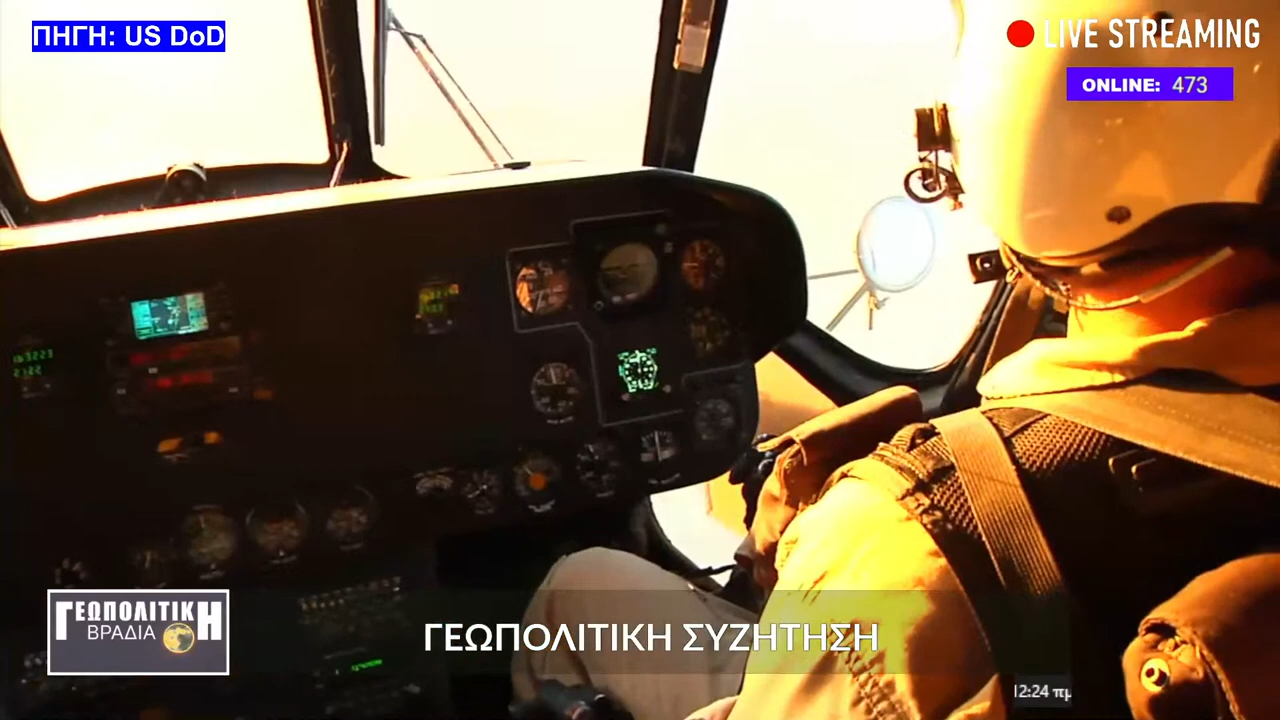 ΠΗΓΗ: US DoD
LIVE STREAMING
ONLINE: 473
ΓΕΩΠΟΛΙΤΙΚΗ
ΒΡΑΔΙΑ
ΓΕΩΠΟΛΙΤΙΚΗ ΣΥΖΗΤΗΣΗ
12:24 πμ